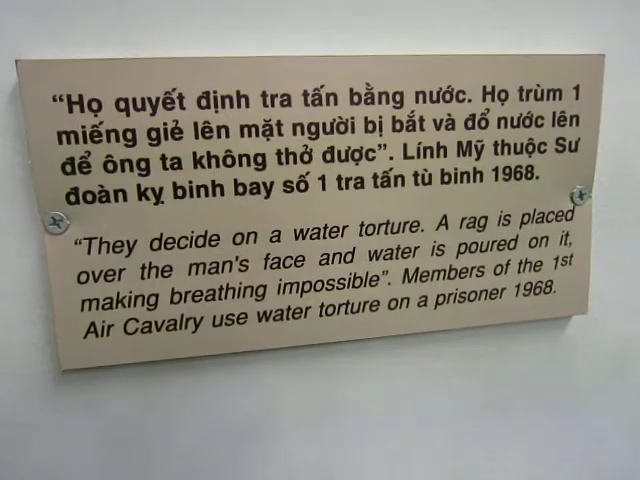 “Họ quyết định tra tấn bằng nước. Họ trùm 1
miếng giẻ lên mặt người bị bắt và đổ nước lên
để ông ta không thở được”. Lính Mỹ thuộc Sư
đoàn kỵ binh bay số 1 tra tấn tù binh 1968.
“They decide on a water torture. A rag is placed
over the man's face and water is poured on it,
making breathing impossible”. Members of the 1st
Air Cavalry use water torture on a prisoner 1968.